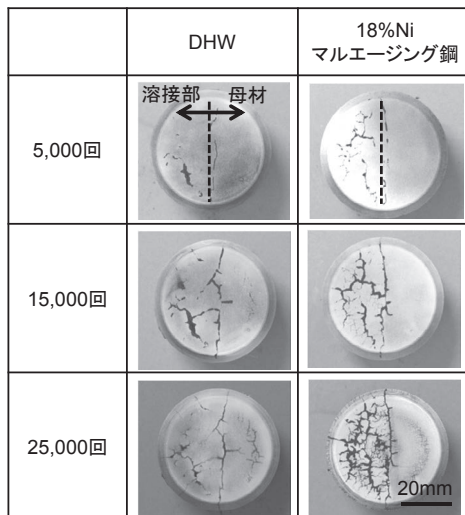 DHW
18%Ni
マルエージング鋼
5,000回
溶接部 母材
15,000回
25,000回
20mm